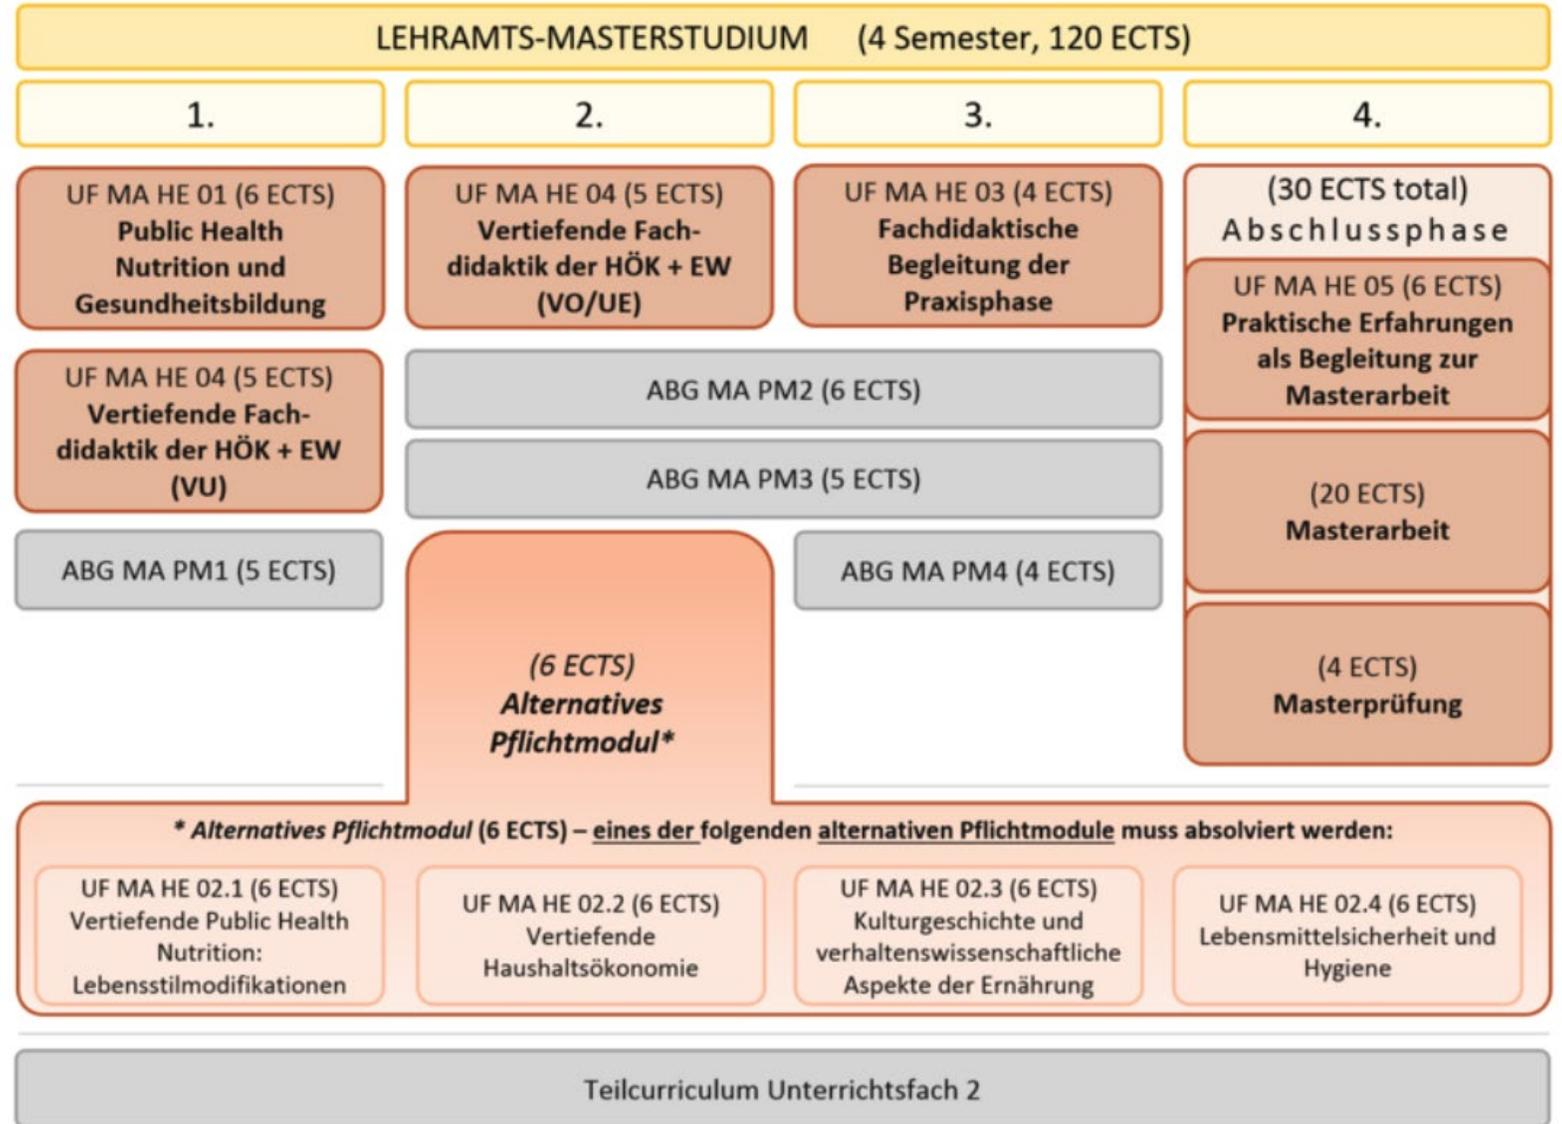 LEHRAMTS-MASTERSTUDIUM (4 Semester, 120 ECTS)
1.
2.
3.
4.
UF MA HE 01 (6 ECTS)
Public Health
Nutrition und
Gesundheitsbildung
UF MA HE 04 (5 ECTS)
Vertiefende Fach-
didaktik der HÖK + EW
(VO/UE)
UF MA HE 03 (4 ECTS)
Fachdidaktische
Begleitung der
Praxisphase
(30 ECTS total)
Abschlussphase
UF MA HE 05 (6 ECTS)
Praktische Erfahrungen
als Begleitung zur
Masterarbeit
UF MA HE 04 (5 ECTS)
Vertiefende Fach-
didaktik der HÖK + EW
(VU)
ABG MA PM2 (6 ECTS)
ABG MA PM3 (5 ECTS)
(20 ECTS)
Masterarbeit
ABG MA PM1 (5 ECTS)
ABG MA PM4 (4 ECTS)
(6 ECTS)
Alternatives
Pflichtmodul*
(4 ECTS)
Masterprüfung
* Alternatives Pflichtmodul (6 ECTS) – eines der folgenden alternativen Pflichtmodule muss absolviert werden:
UF MA HE 02.1 (6 ECTS)
Vertiefende Public Health
Nutrition:
Lebensstilmodifikationen
UF MA HE 02.2 (6 ECTS)
Vertiefende
Haushaltsökonomie
UF MA HE 02.3 (6 ECTS)
Kulturgeschichte und
verhaltenswissenschaftliche
Aspekte der Ernährung
UF MA HE 02.4 (6 ECTS)
Lebensmittelsicherheit und
Hygiene
Teilcurriculum Unterrichtsfach 2